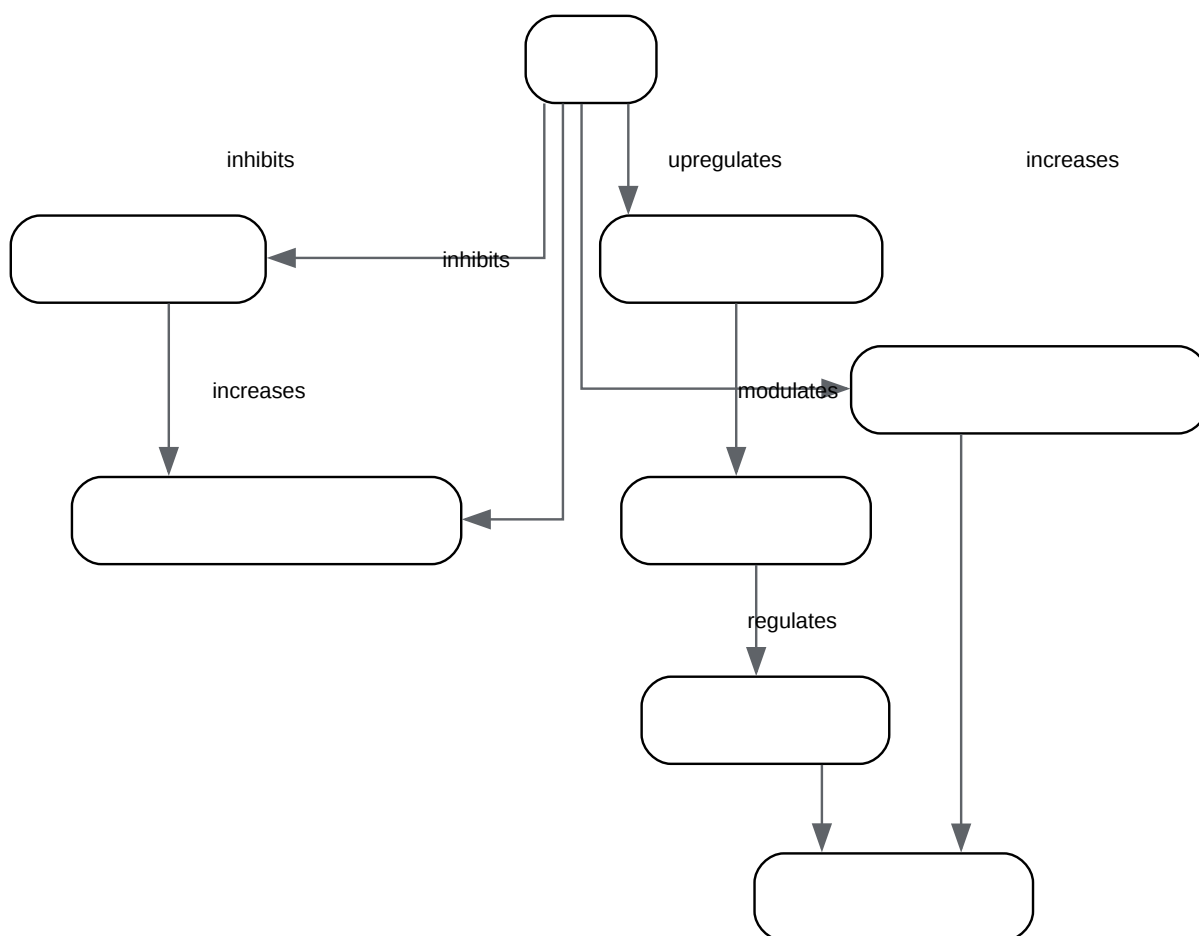 inhibits
upregulates
increases
inhibits
increases
modulates
regulates